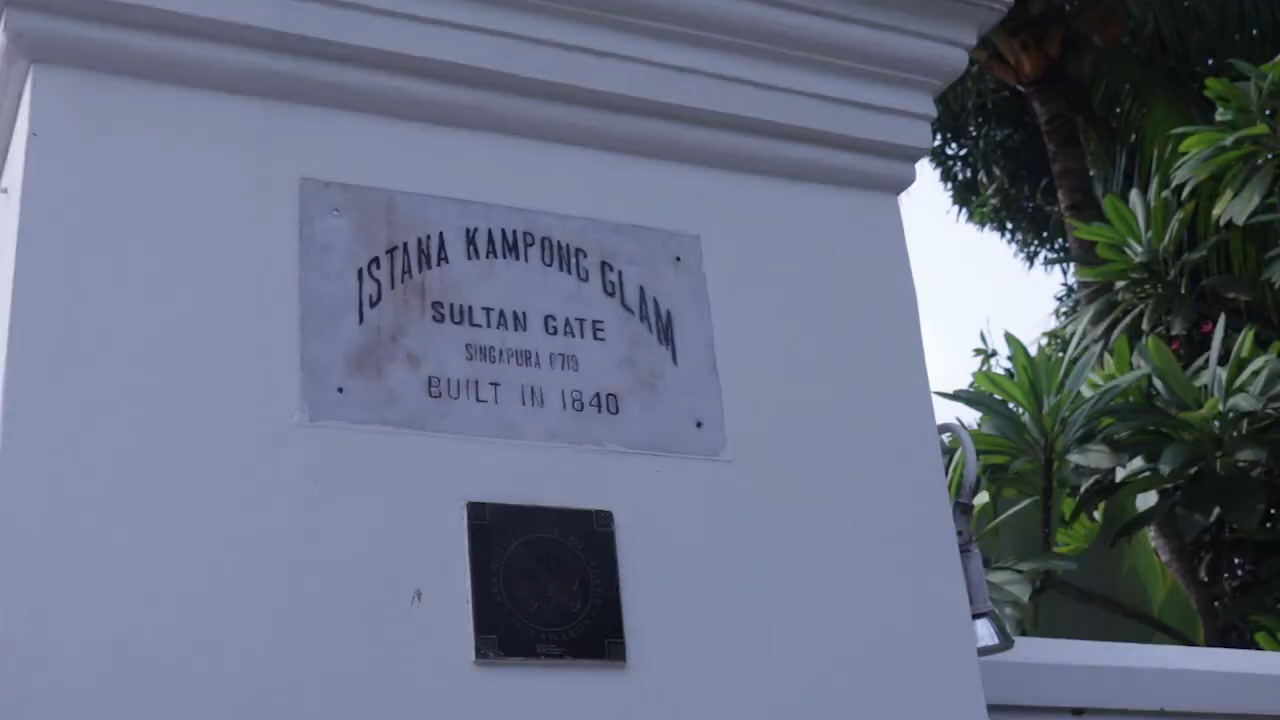 ISTANA KAMPONG GLAM
SULTAN GATE
SINGAPURA 0719
BUILT IN 1840